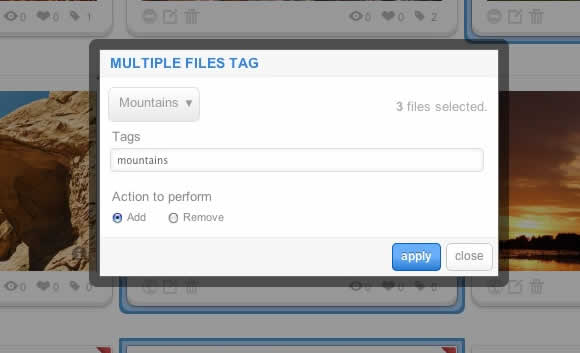 0 0 1
0 0 2
MULTIPLE FILES TAG
Mountains ▾
3 files selected.
Tags
mountains
Action to perform
Add Remove
apply close
0 0 0
0 0 0